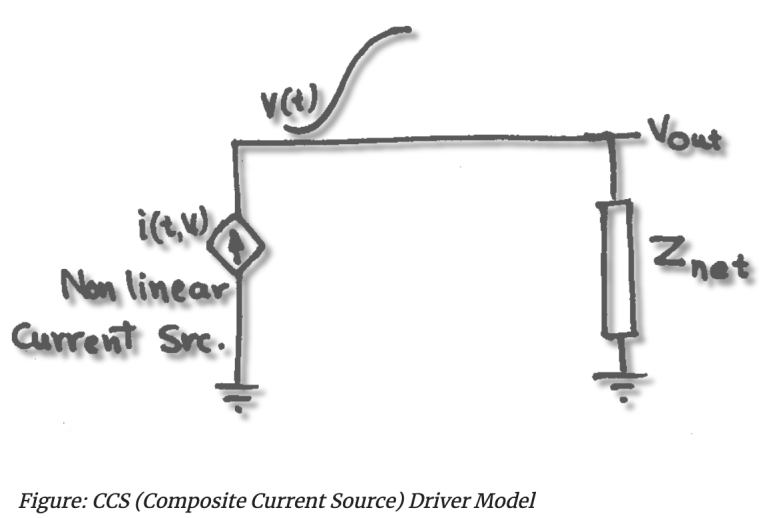 V(t)
Vout
i(t,V)
Znet
Non linear
Current Src.
Figure: CCS (Composite Current Source) Driver Model